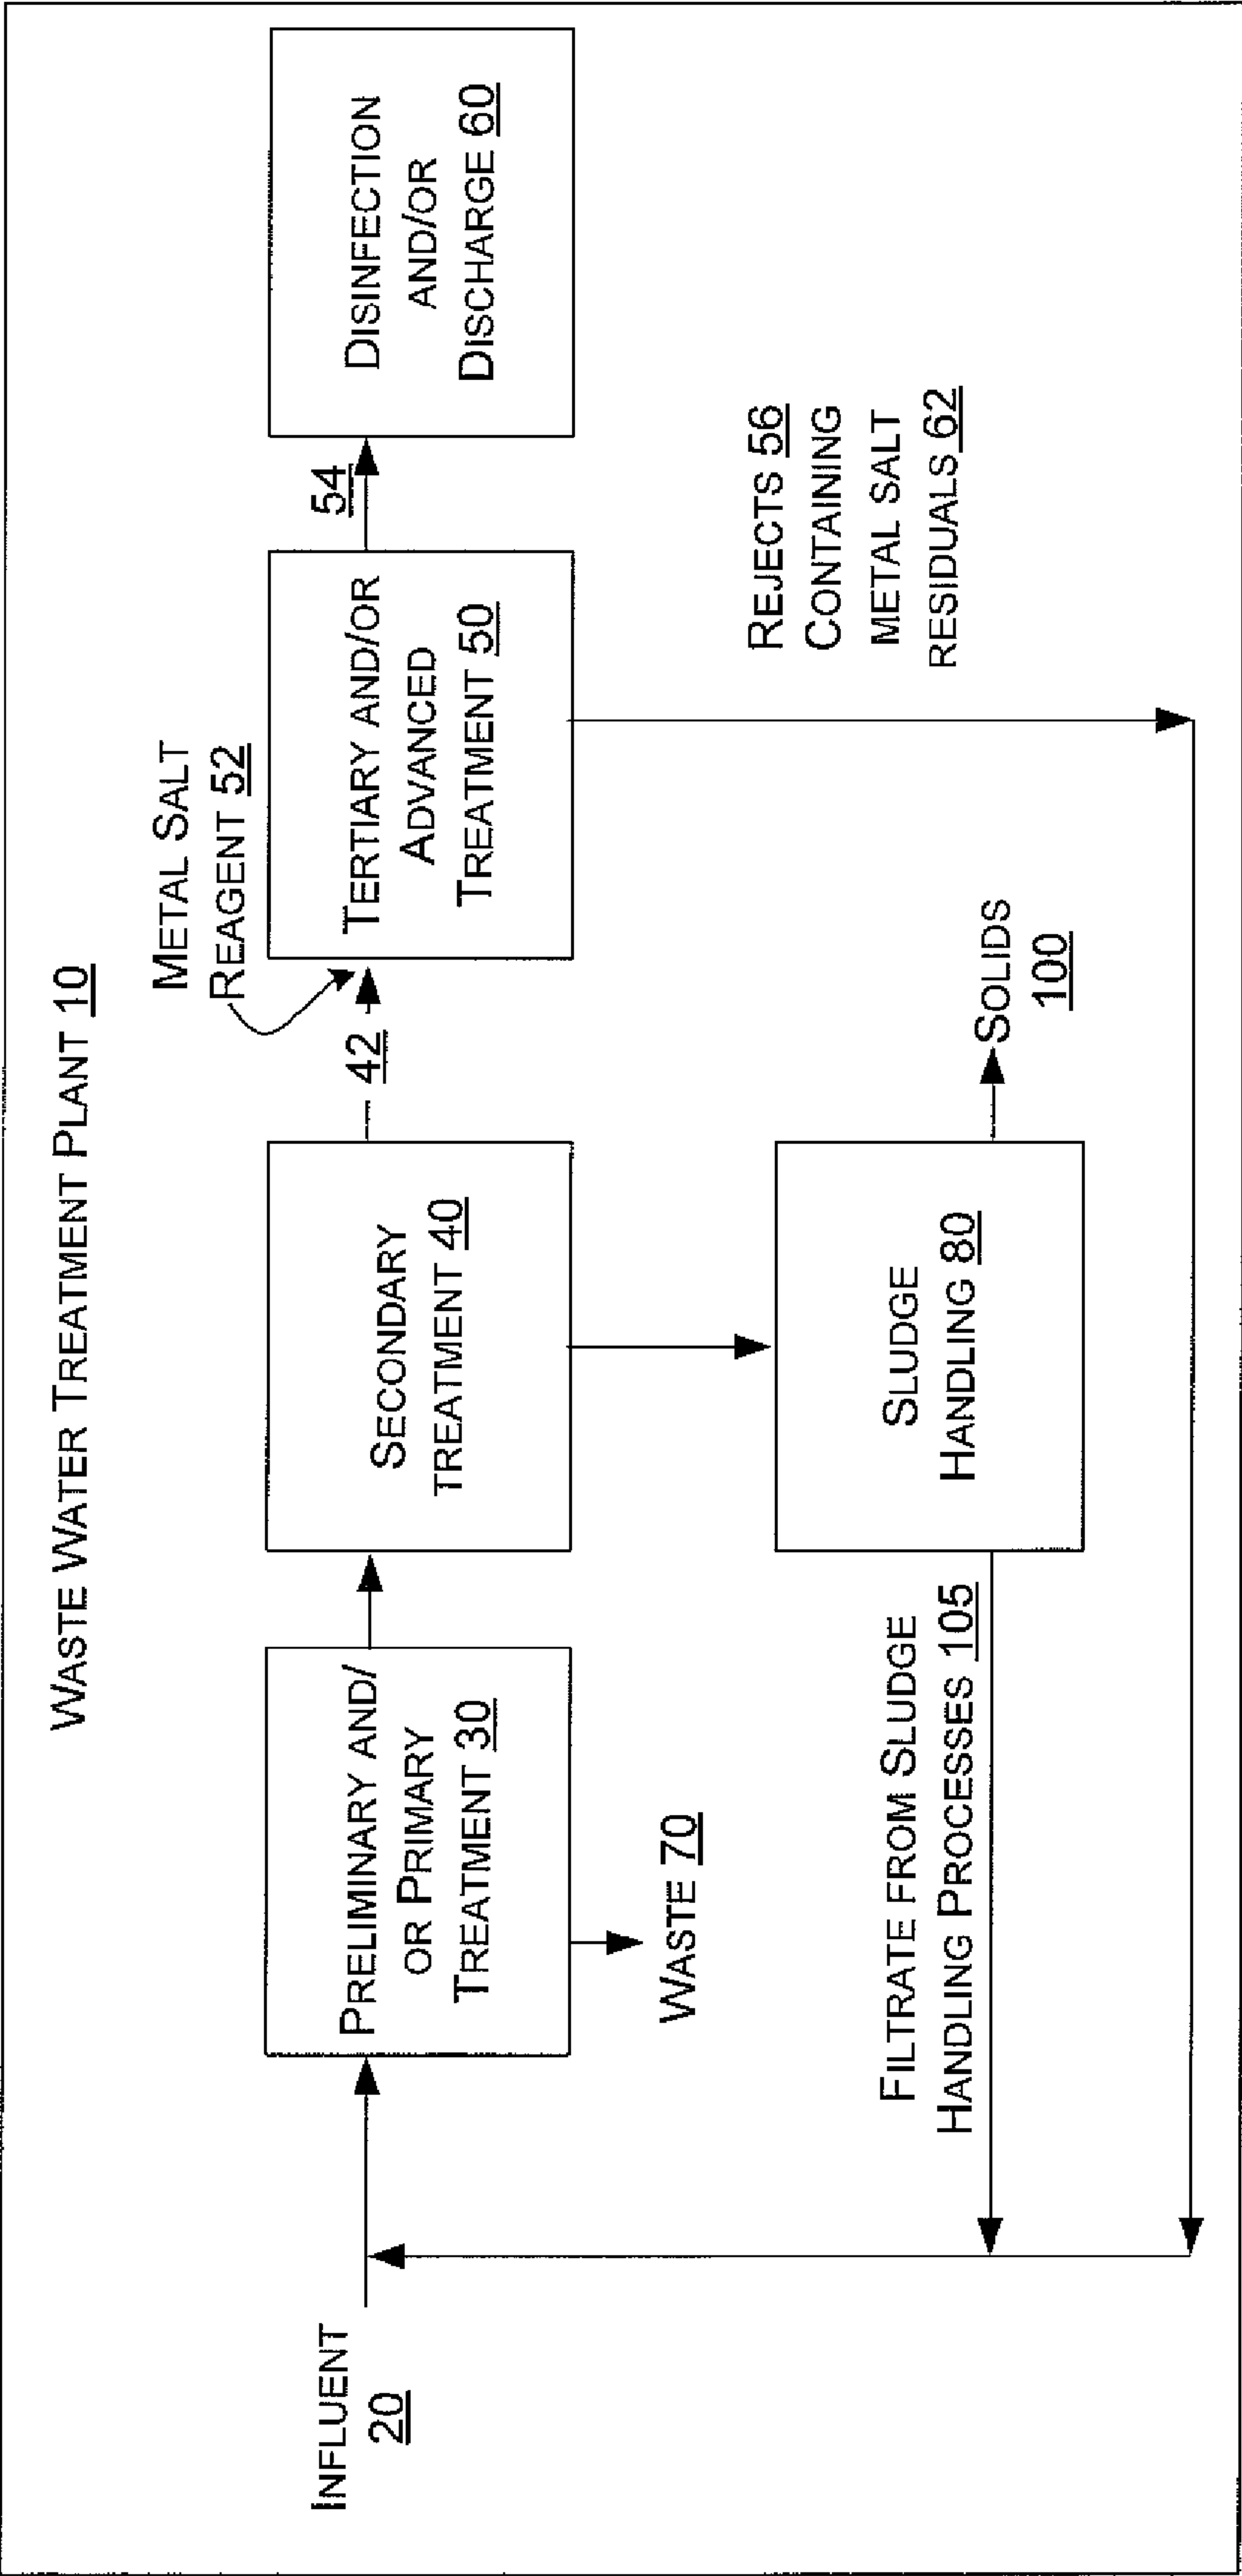 WASTE WATER TREATMENT PLANT 10
METAL SALT
REAGENT 52
INFLUENT
20
PRELIMINARY AND/
OR PRIMARY
TREATMENT 30
SECONDARY
TREATMENT 40
42
TERTIARY AND/OR
ADVANCED
TREATMENT 50
54
DISINFECTION
AND/OR
DISCHARGE 60
WASTE 70
REJECTS 56
CONTAINING
METAL SALT
RESIDUALS 62
FILTRATE FROM SLUDGE
HANDLING PROCESSES 105
SLUDGE
HANDLING 80
SOLIDS
100